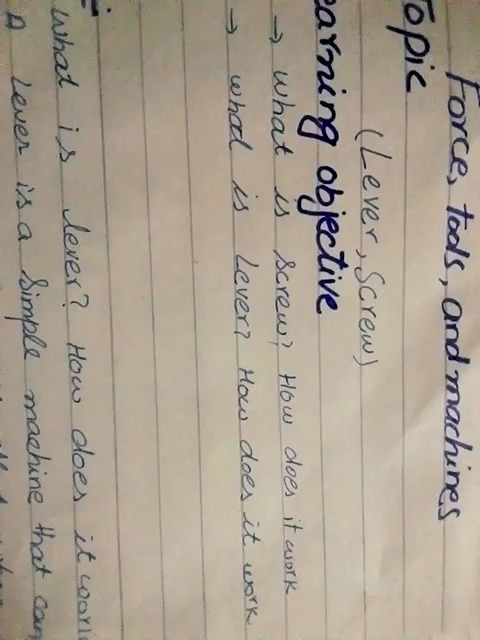 Force, tools, and machines
Topic
(Lever, Screw)
earning objective
→ what is Screw? How does it work
→ what is Lever? How does it work
what is lever? How does it work
A Lever is a Simple machine that can